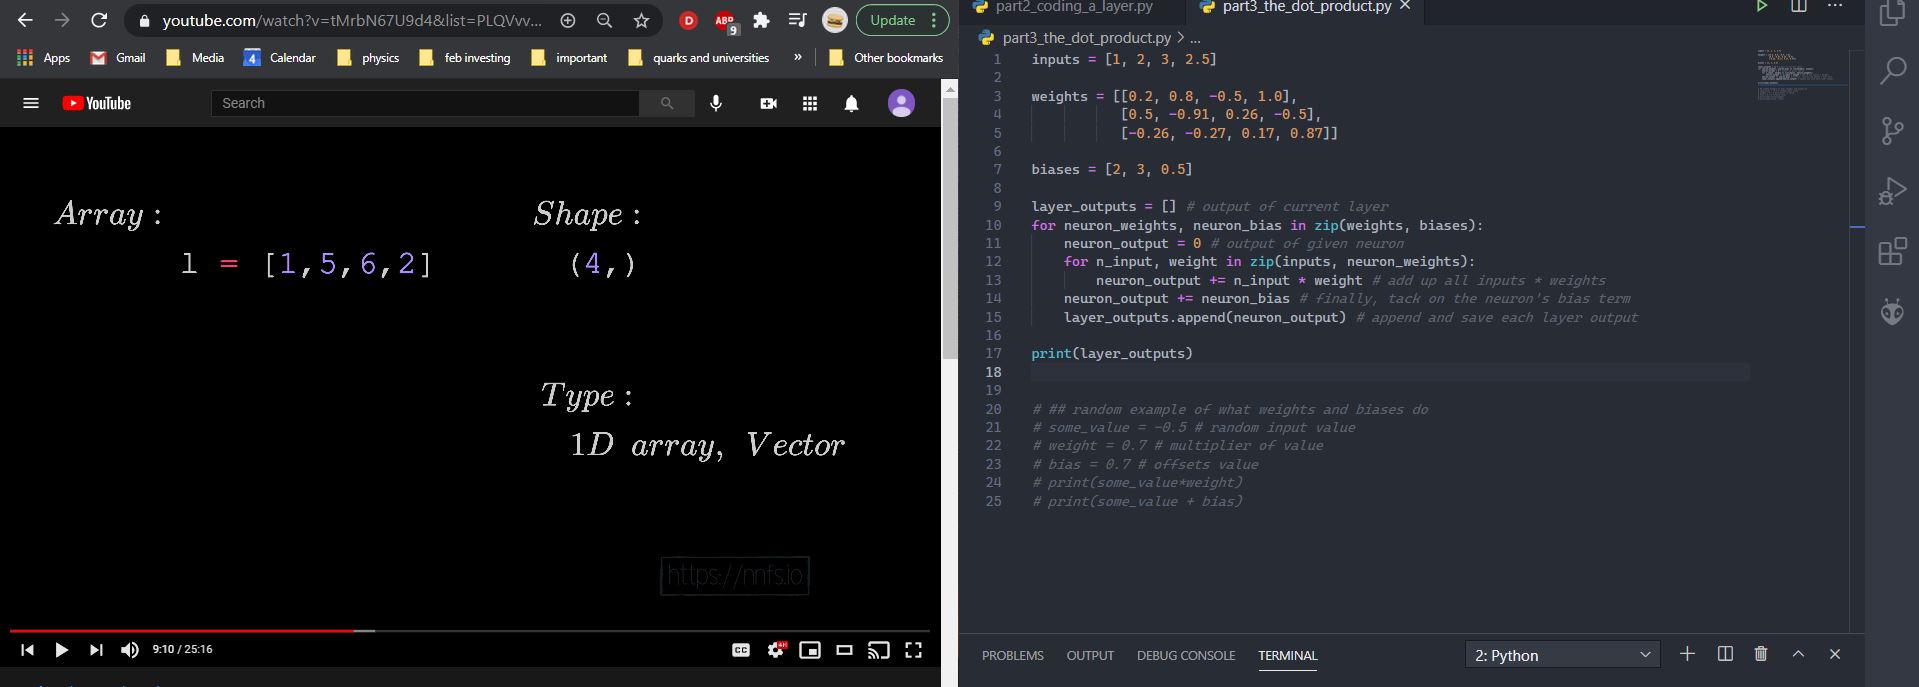 youtube.com/watch?v=tMrbN67U9d4&list=PLQVvv...
D
ABP
9
Update
Apps
Gmail
Media
4
Calendar
physics
feb investing
important
quarks and universities
»
Other bookmarks
YouTube
Search
Array:
l = [1,5,6,2]
Shape:
(4,)
Type:
1D array, Vector
https://nnfs.io
9:10 / 25:16
CC
HD
part2_coding_a_layer.py
part3_the_dot_product.py
part3_the_dot_product.py > ...
1 inputs = [1, 2, 3, 2.5]
2
3 weights = [[0.2, 0.8, -0.5, 1.0],
4 [0.5, -0.91, 0.26, -0.5],
5 [-0.26, -0.27, 0.17, 0.87]]
6
7 biases = [2, 3, 0.5]
8
9 layer_outputs = [] # output of current layer
10 for neuron_weights, neuron_bias in zip(weights, biases):
11 neuron_output = 0 # output of given neuron
12 for n_input, weight in zip(inputs, neuron_weights):
13 neuron_output += n_input * weight # add up all inputs * weights
14 neuron_output += neuron_bias # finally, tack on the neuron's bias term
15 layer_outputs.append(neuron_output) # append and save each layer output
16
17 print(layer_outputs)
18
19
20 # ## random example of what weights and biases do
21 # some_value = -0.5 # random input value
22 # weight = 0.7 # multiplier of value
23 # bias = 0.7 # offsets value
24 # print(some_value*weight)
25 # print(some_value + bias)
PROBLEMS OUTPUT DEBUG CONSOLE TERMINAL
2: Python